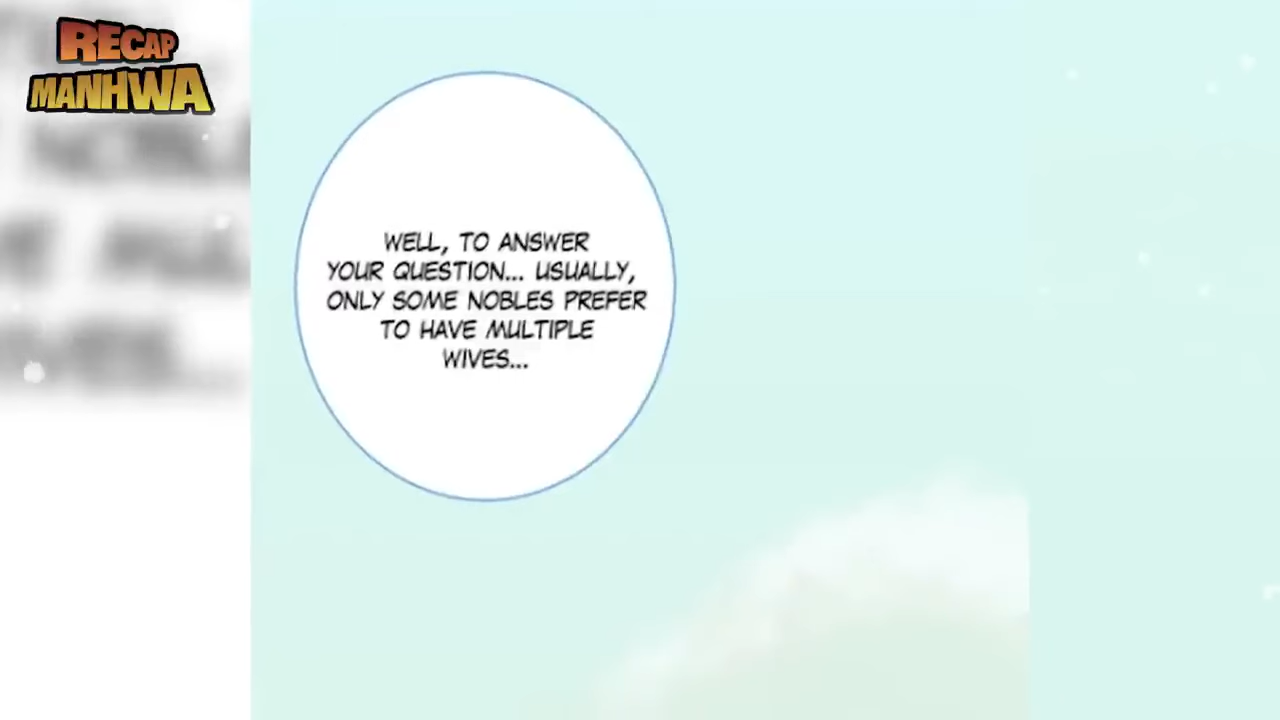 RECAP
MANHWA
WELL, TO ANSWER
YOUR QUESTION... USUALLY,
ONLY SOME NOBLES PREFER
TO HAVE MULTIPLE
WIVES...